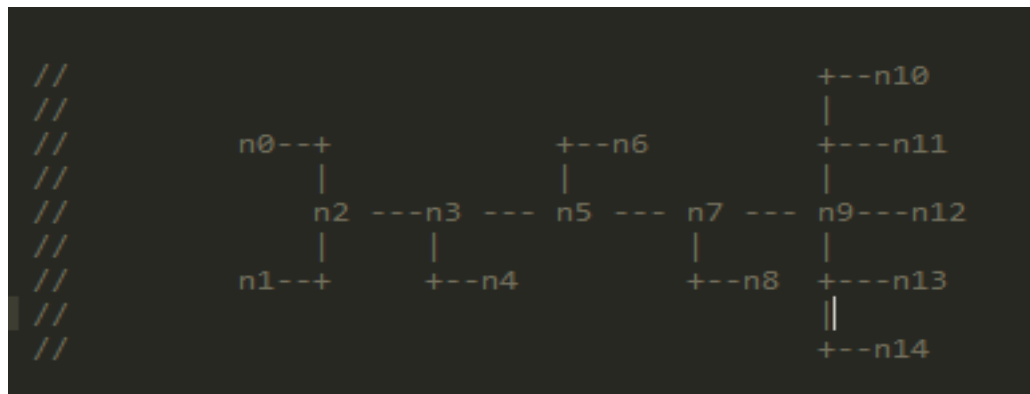 //                                        +--n10
//                                        |
//         n0--+            +--n6         +---n11
//             |            |             |
//             n2 ---n3 --- n5 --- n7 --- n9---n12
//             |     |             |      |
//         n1--+     +--n4         +--n8  +---n13
//                                        |
//                                        +--n14